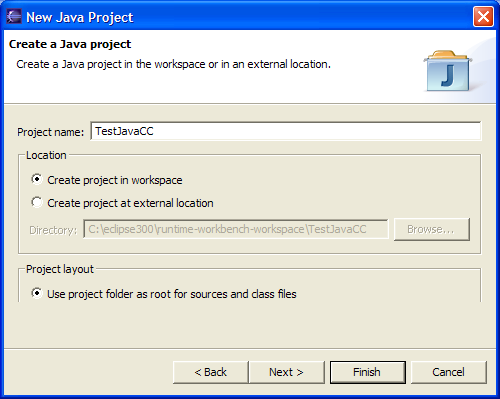 New Java Project
Create a Java project
Create a Java project in the workspace or in an external location.
J
Project name: TestJavaCC
Location
Create project in workspace
Create project at external location
Directory: C:\eclipse300\runtime-workbench-workspace\TestJavaCC Browse...
Project layout
Use project folder as root for sources and class files
< Back Next > Finish Cancel